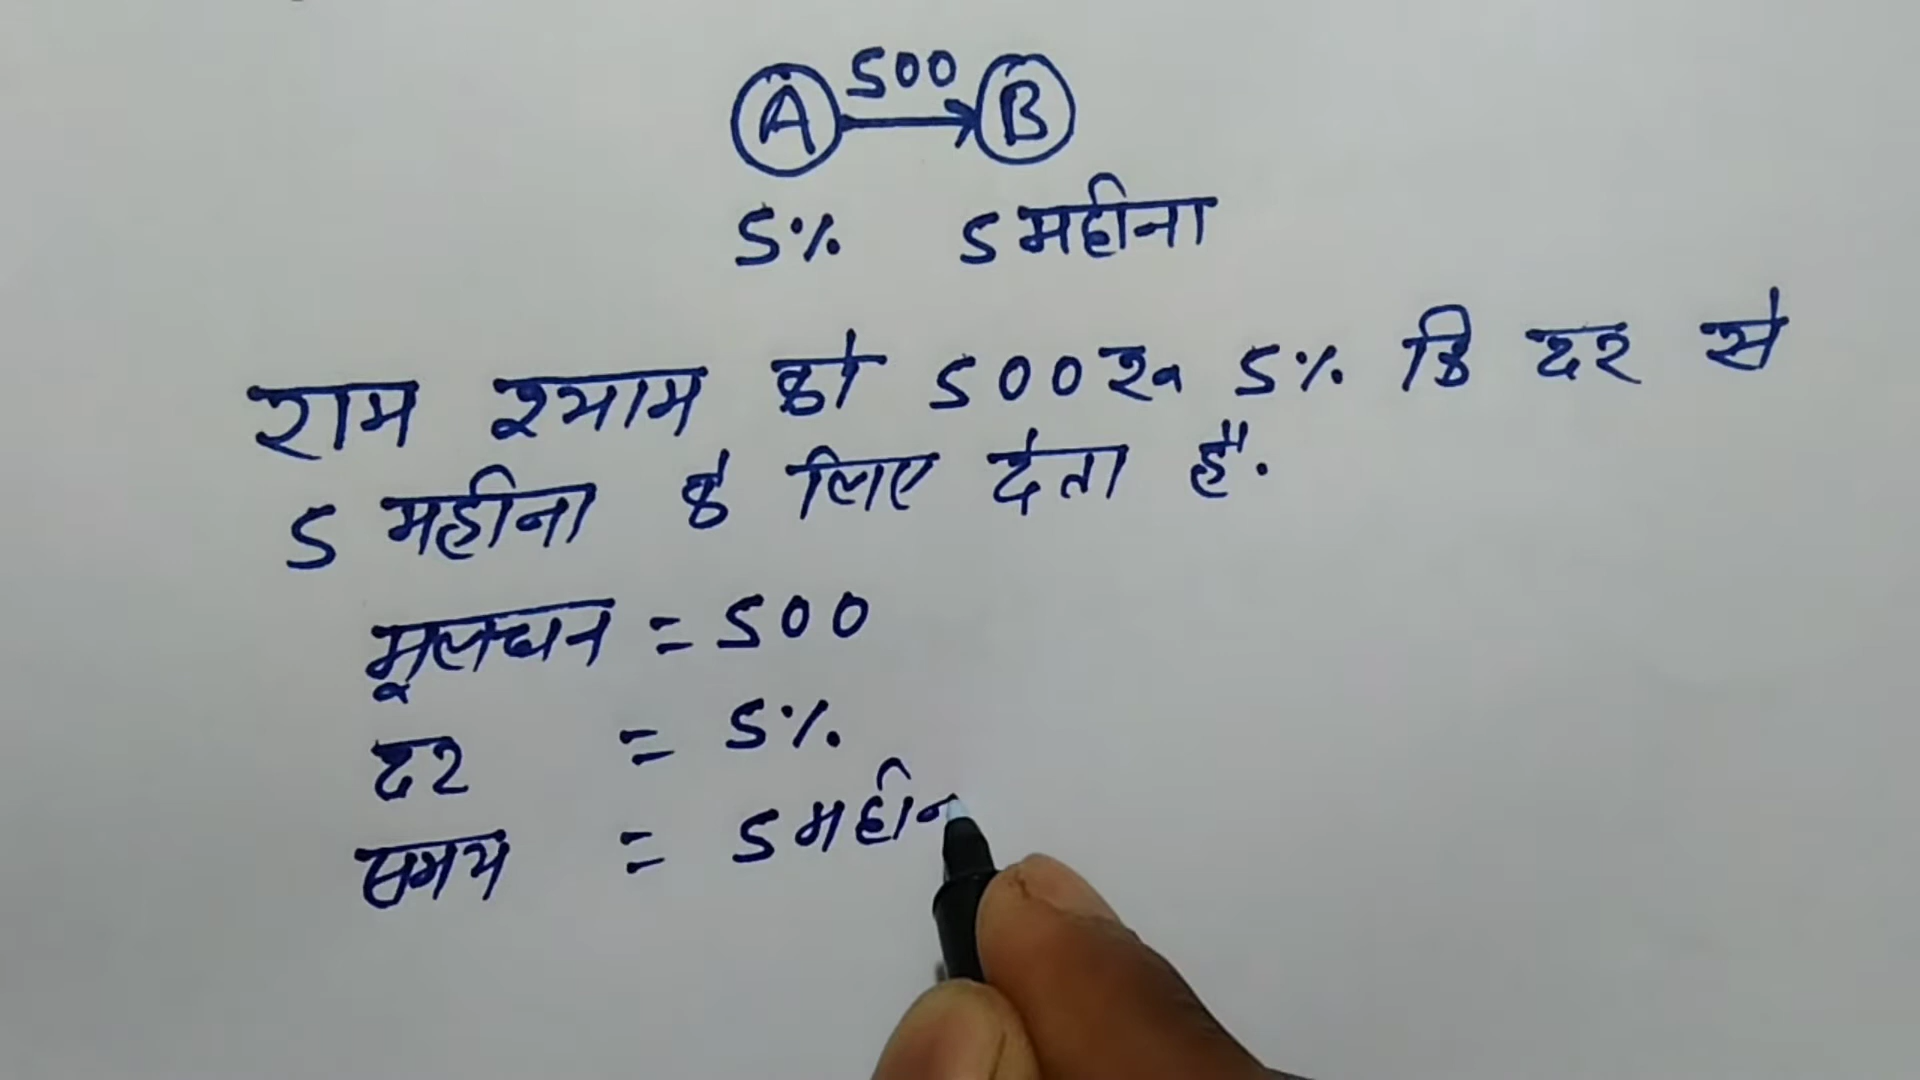 A 500 B
5% 5 महीना
राम श्याम को 500 रु॰ 5% कि दर से
5 महीना के लिए देता है.
मूलधन = 500
दर = 5%
समय = 5 महीन